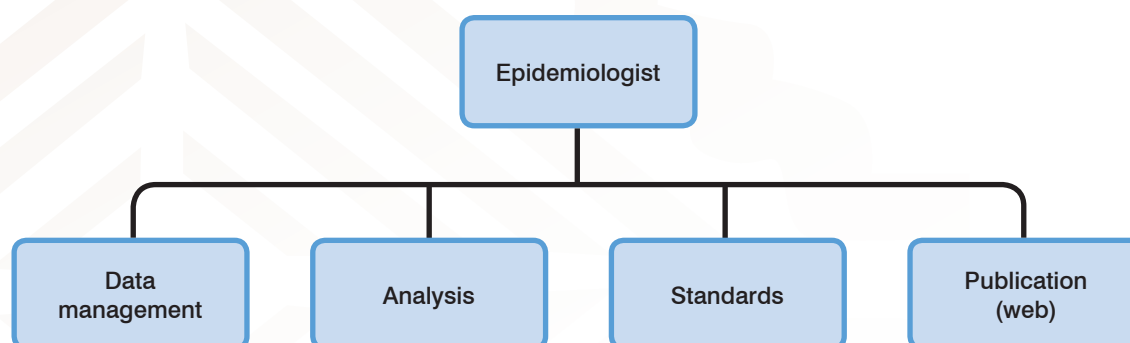 Epidemiologist
Data
management
Analysis
Standards
Publication
(web)